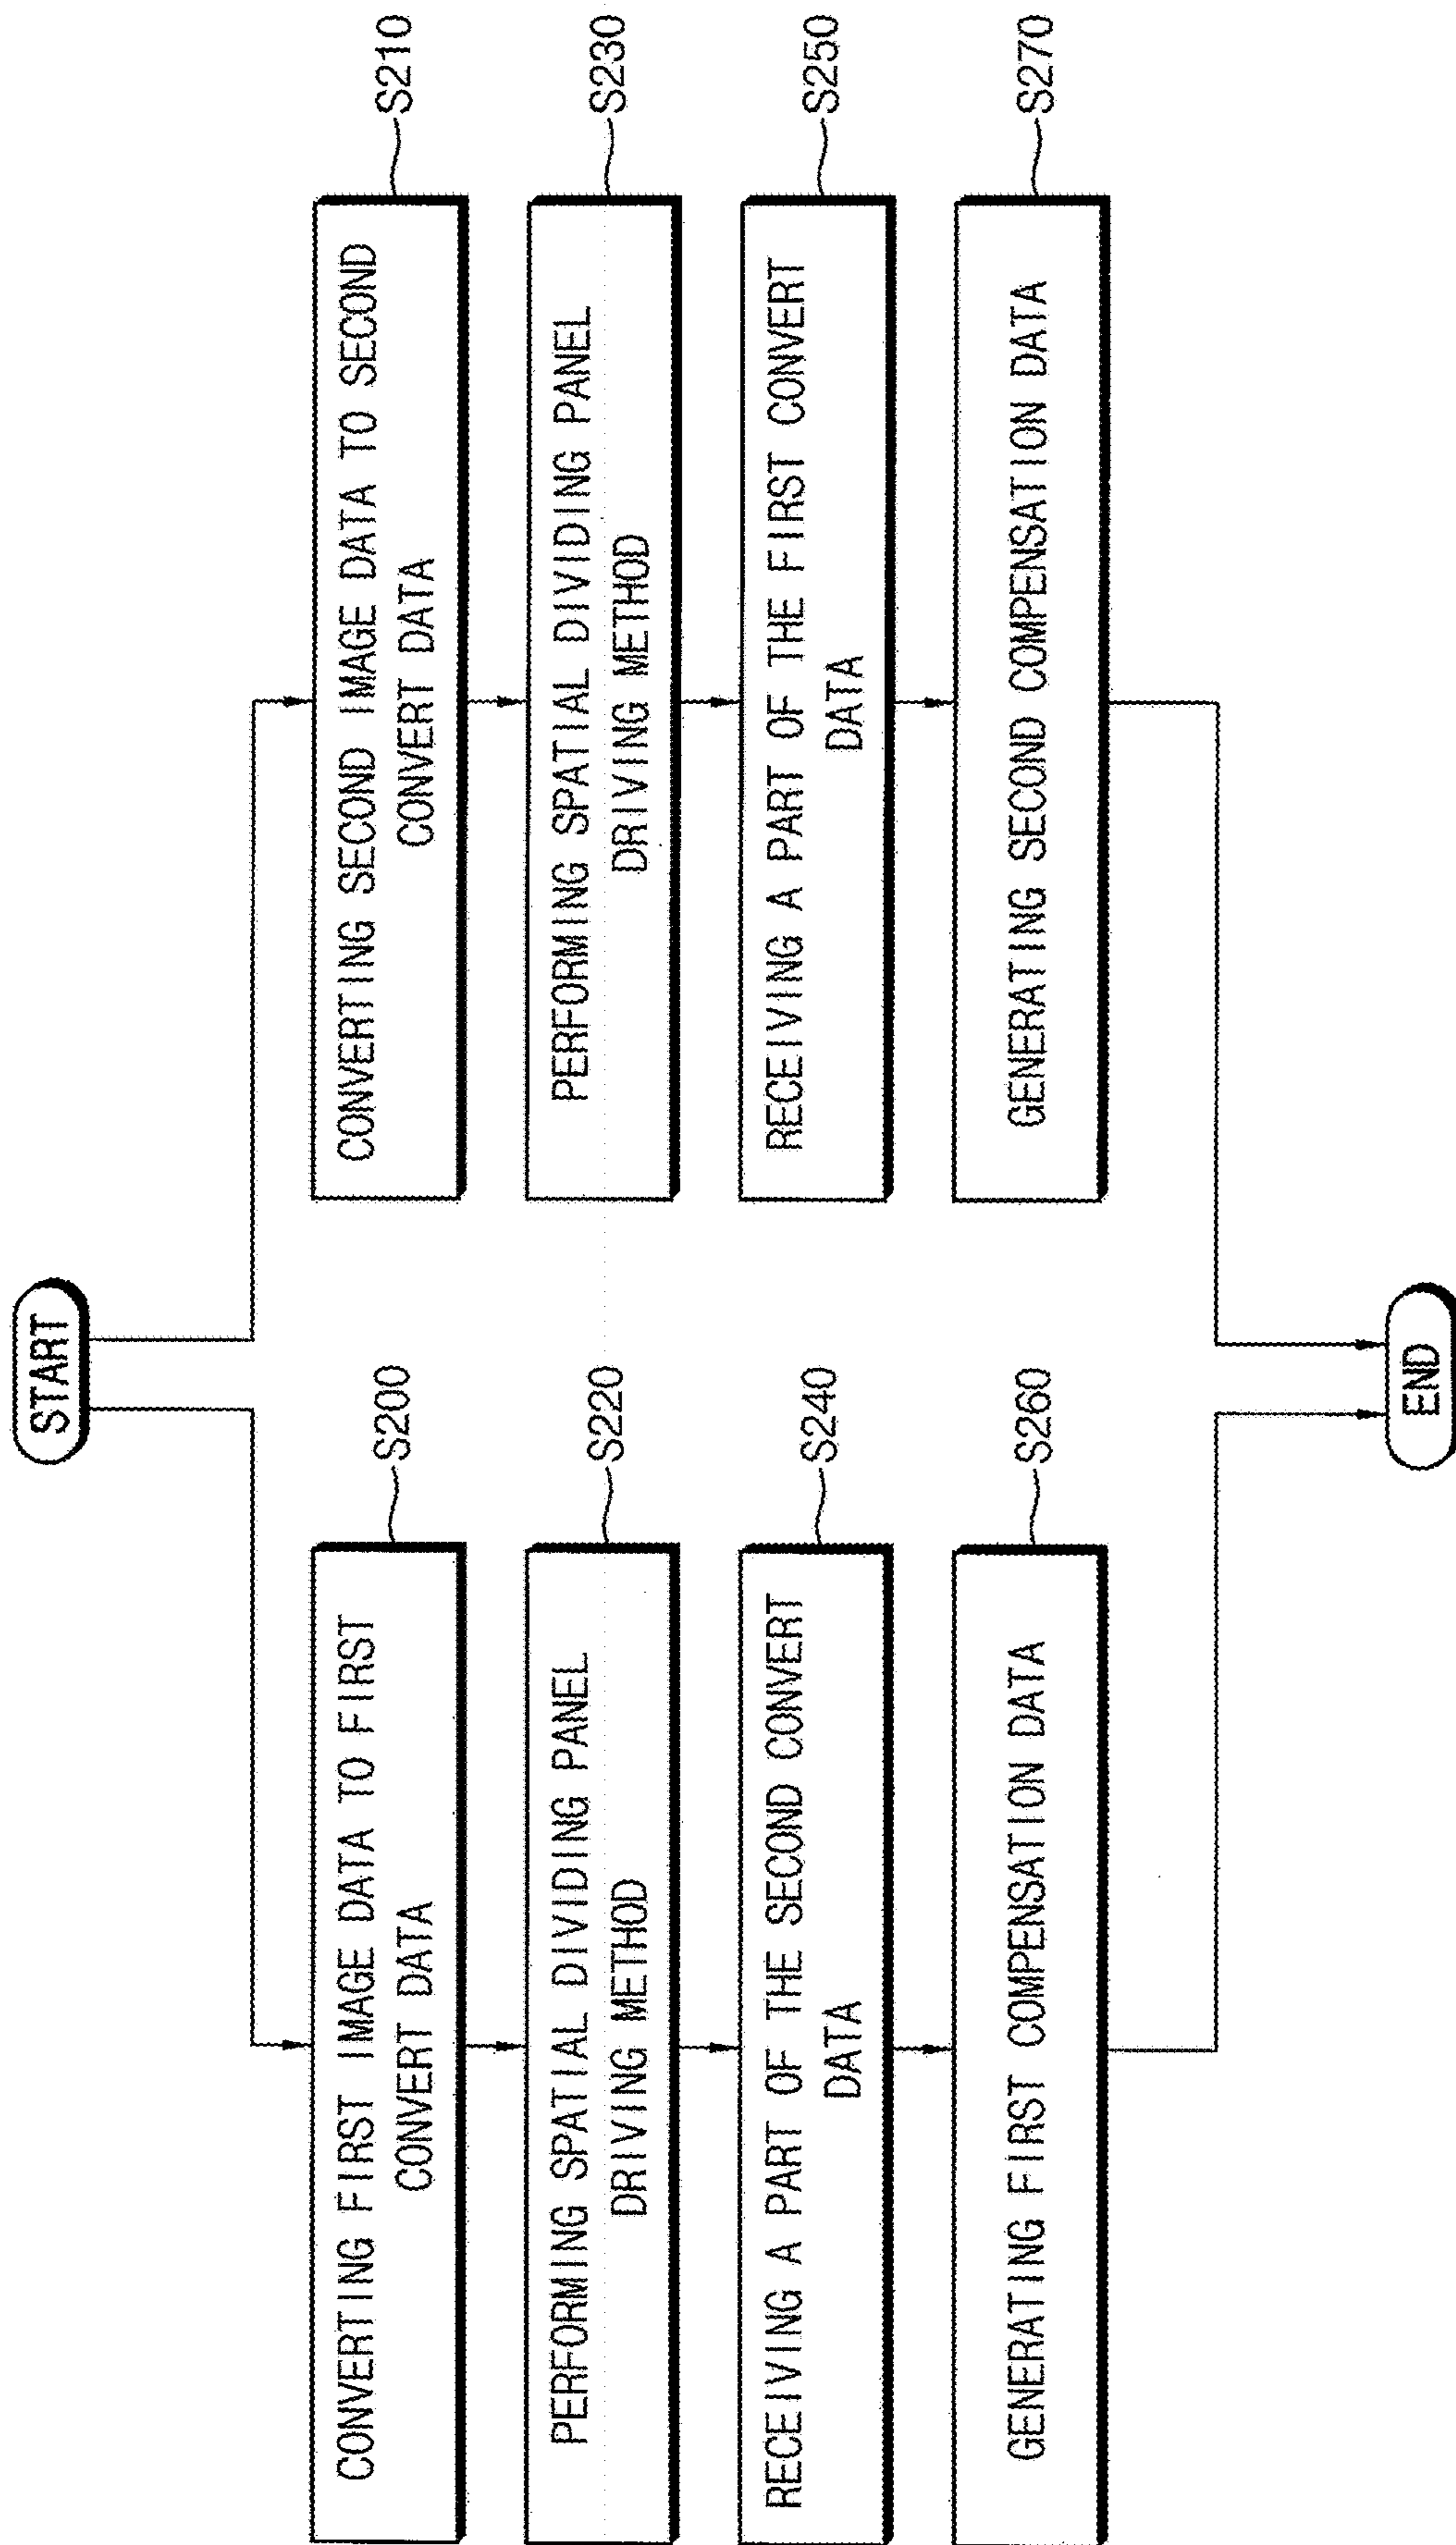 START
CONVERTING FIRST IMAGE DATA TO FIRST
CONVERT DATA
S200
PERFORMING SPATIAL DIVIDING PANEL
DRIVING METHOD
S220
RECEIVING A PART OF THE SECOND CONVERT
DATA
S240
GENERATING FIRST COMPENSATION DATA
S260
CONVERTING SECOND IMAGE DATA TO SECOND
CONVERT DATA
S210
PERFORMING SPATIAL DIVIDING PANEL
DRIVING METHOD
S230
RECEIVING A PART OF THE FIRST CONVERT
DATA
S250
GENERATING SECOND COMPENSATION DATA
S270
END